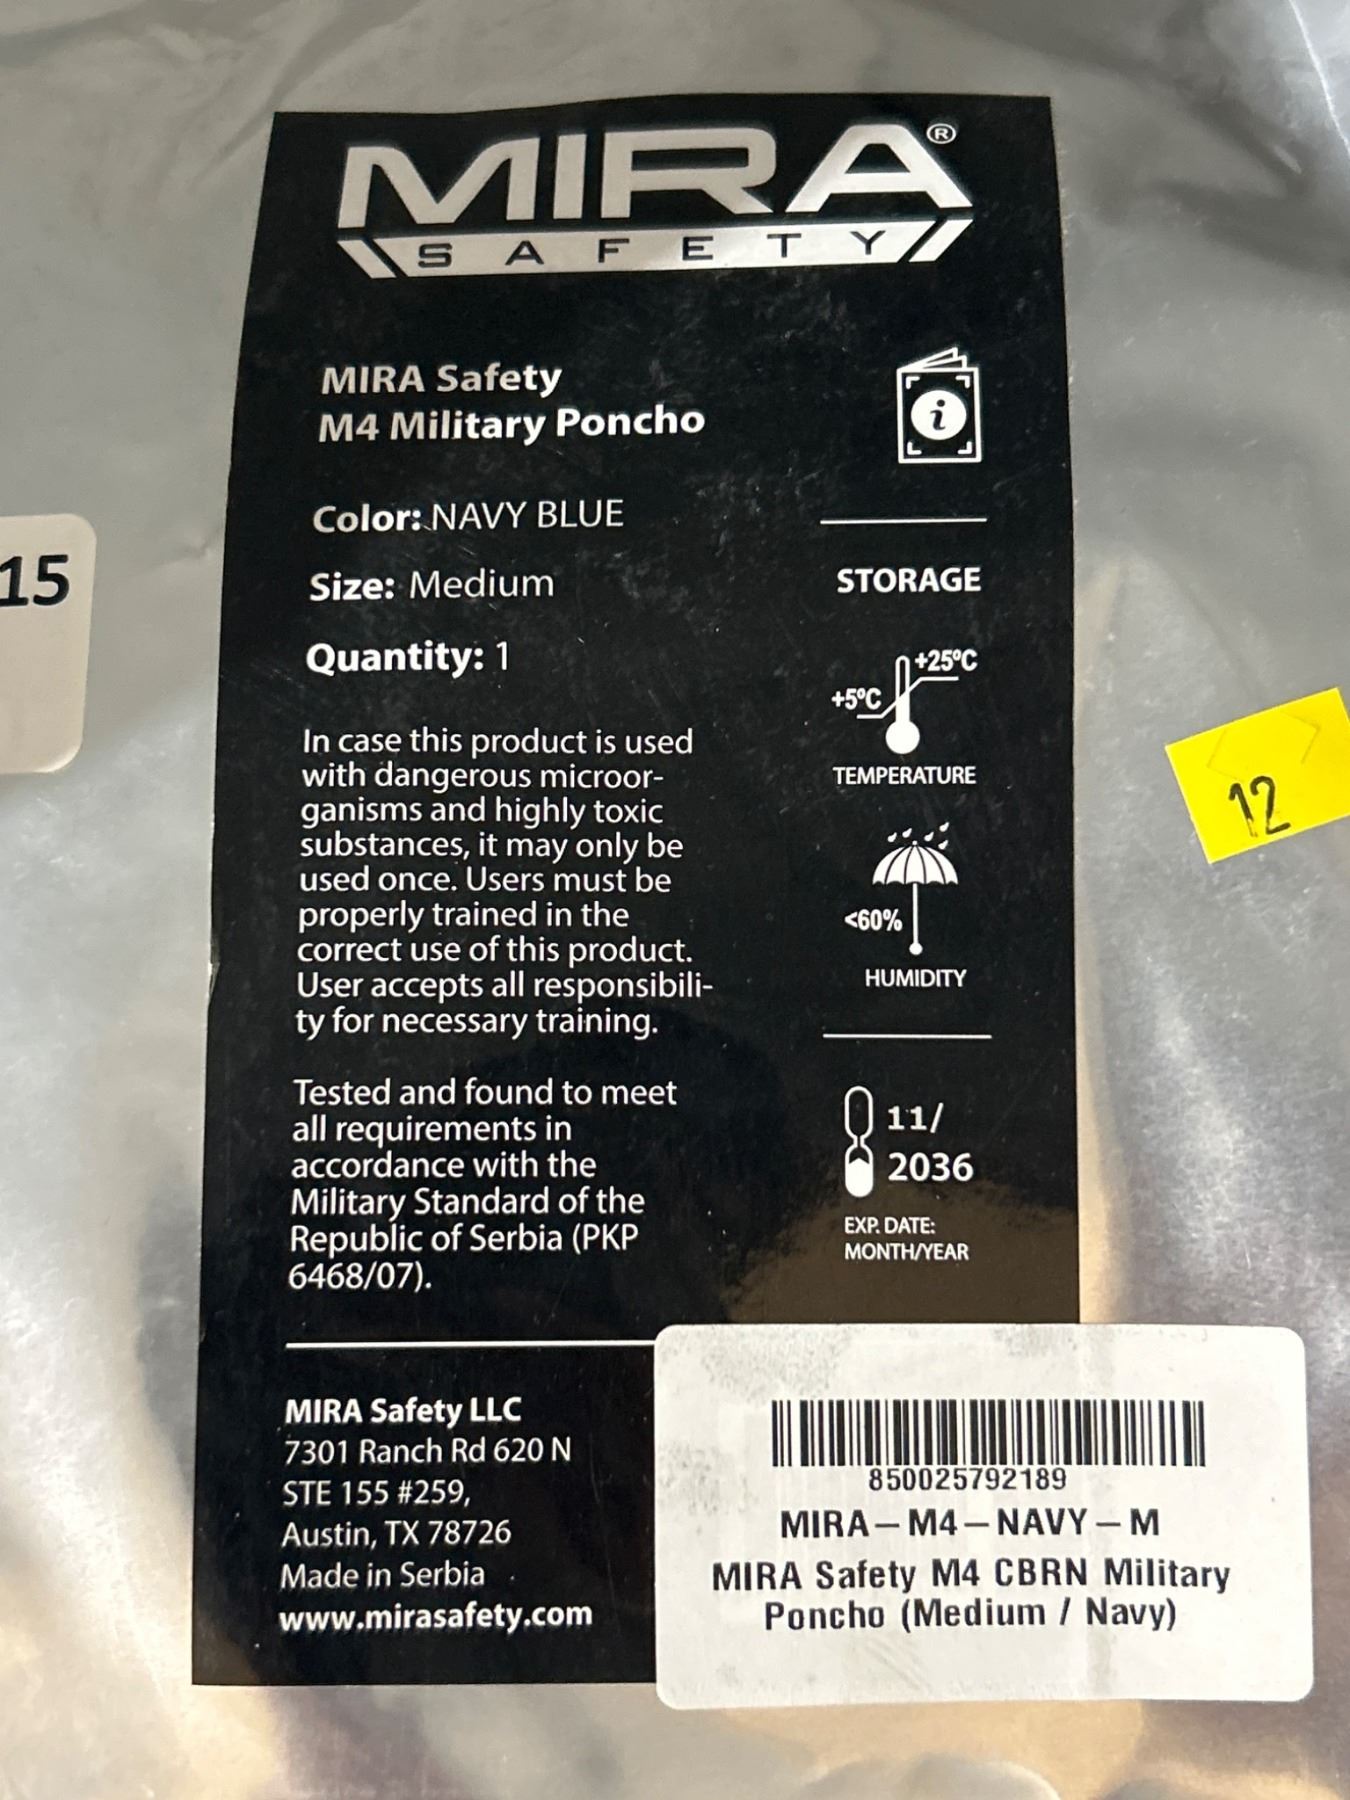 MIRA®
SAFETY
MIRA Safety
M4 Military Poncho
Color: NAVY BLUE
Size: Medium
Quantity: 1
In case this product is used
with dangerous microor-
ganisms and highly toxic
substances, it may only be
used once. Users must be
properly trained in the
correct use of this product.
User accepts all responsibili-
ty for necessary training.
Tested and found to meet
all requirements in
accordance with the
Military Standard of the
Republic of Serbia (PKP
6468/07).
MIRA Safety LLC
7301 Ranch Rd 620 N
STE 155 #259,
Austin, TX 78726
Made in Serbia
www.mirasafety.com
i
STORAGE
+25°C
+5°C
TEMPERATURE
<60%
HUMIDITY
11/
2036
EXP. DATE:
MONTH/YEAR
850025792189
MIRA-M4-NAVY-M
MIRA Safety M4 CBRN Military
Poncho (Medium / Navy)
15
12